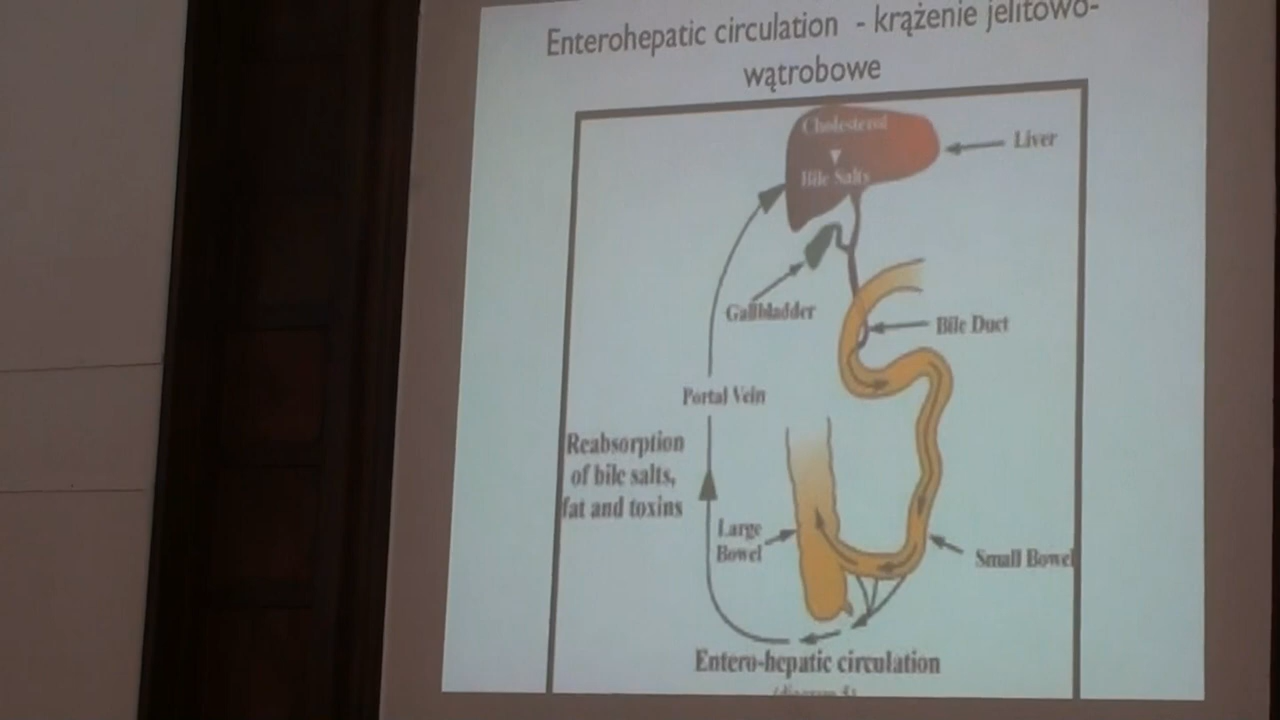 Enterohepatic circulation - krążenie jelitowo-
wątrobowe
Cholesterol
Bile Salts
Liver
Gallbladder
Bile Duct
Portal Vein
Reabsorption
of bile salts,
fat and toxins
Large
Bowel
Small Bowel
Entero-hepatic circulation